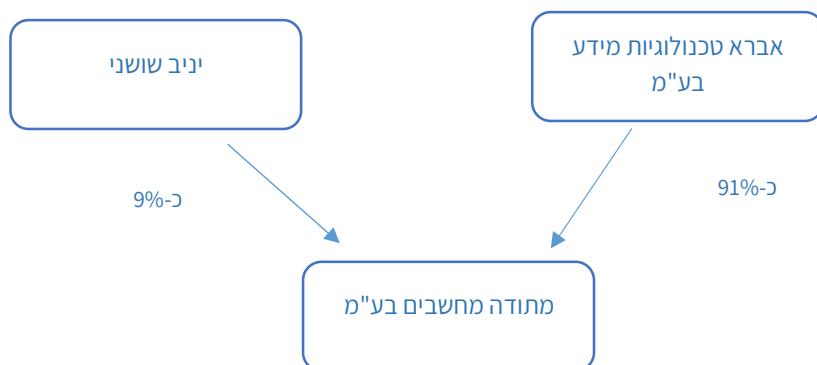 אברא טכנולוגיות מידע
בע"מ
יניב שושני
כ-91%
כ-9%
מתודה מחשבים בע"מ